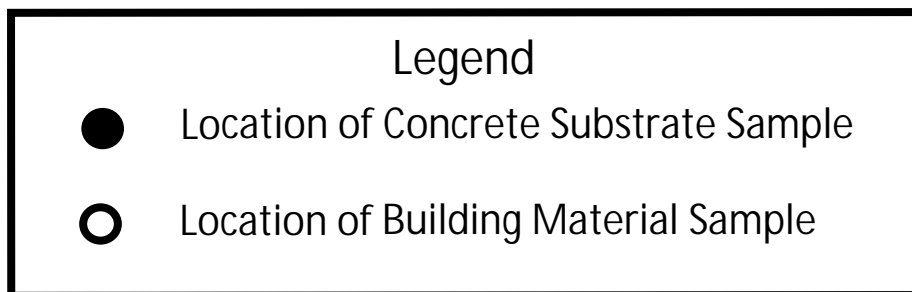 Legend
Location of Concrete Substrate Sample
Location of Building Material Sample